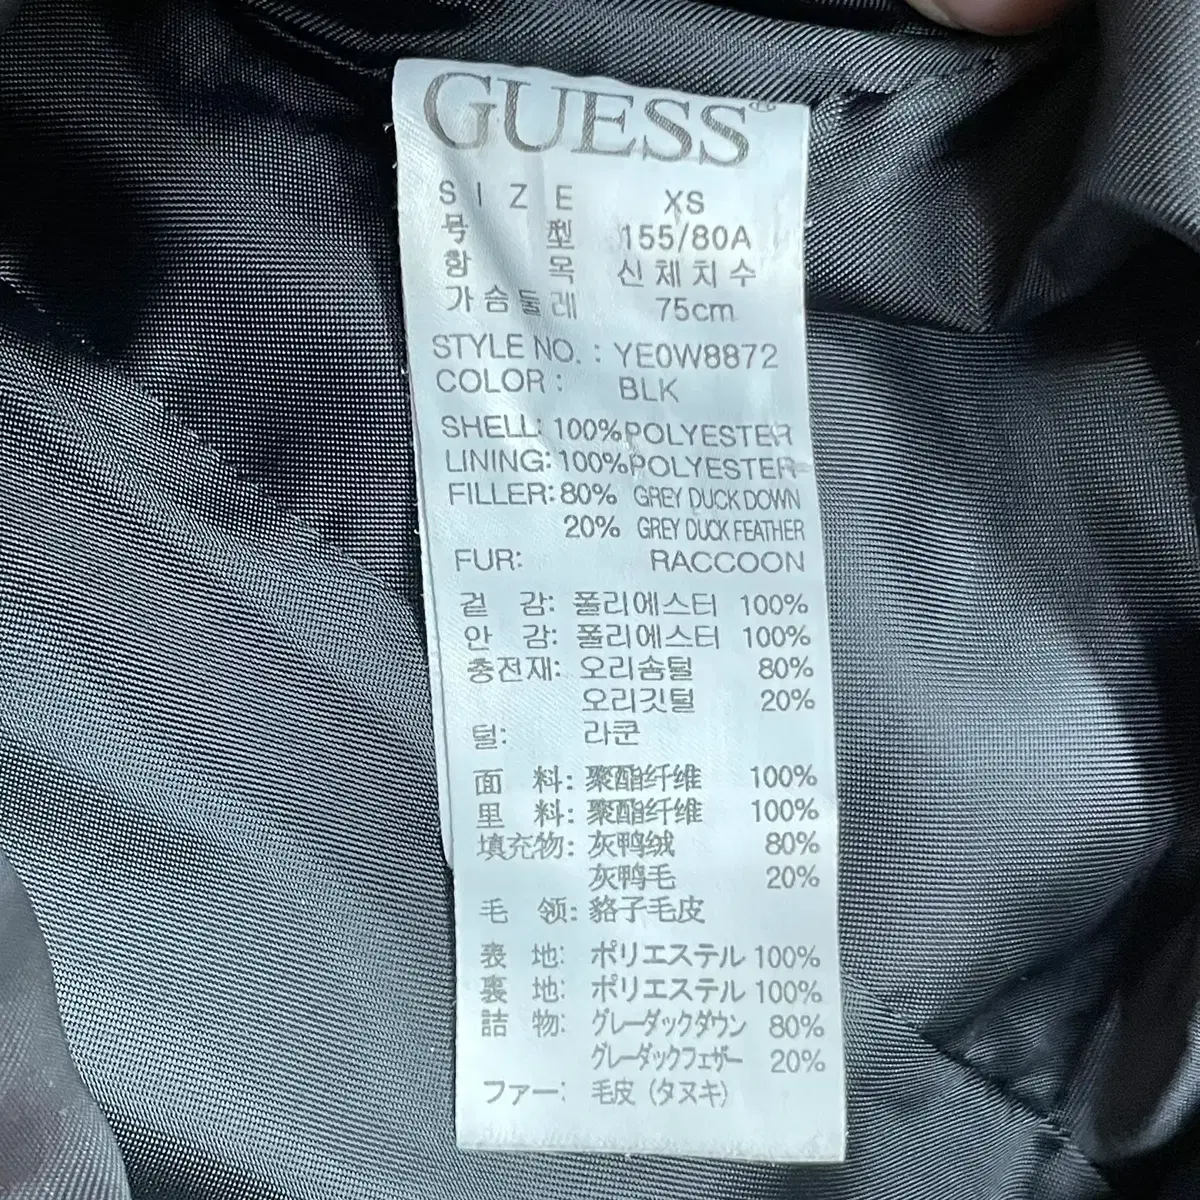 GUESS®
SIZE XS
号型 155/80A
항목 신체치수
가슴둘레 75cm
STYLE NO. : YE0W8872
COLOR : BLK
SHELL: 100%POLYESTER
LINING: 100%POLYESTER
FILLER: 80% GREY DUCK DOWN
20% GREY DUCK FEATHER
FUR: RACCOON
겉 감: 폴리에스터 100%
안 감: 폴리에스터 100%
충전재: 오리솜털 80%
오리깃털 20%
털: 라쿤
面 料: 聚酯纤维 100%
里 料: 聚酯纤维 100%
填充物: 灰鸭绒 80%
灰鸭毛 20%
毛 领: 貉子毛皮
表 地: ポリエステル 100%
裏 地: ポリエステル 100%
詰 物: グレーダックダウン 80%
グレーダックフェザー 20%
ファー: 毛皮 (タヌキ)